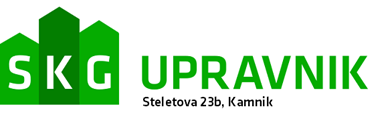 SKG UPRAVNIK
Steletova 23b, Kamnik